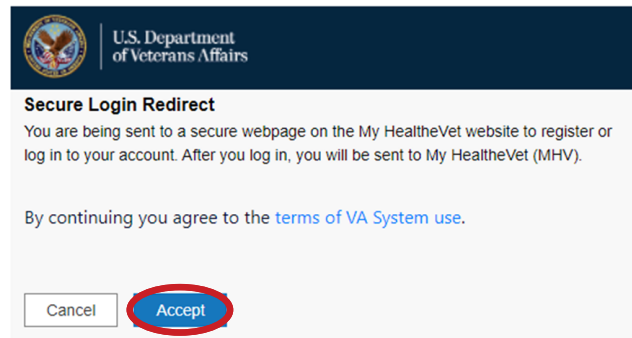 U.S. Department
of Veterans Affairs
Secure Login Redirect
You are being sent to a secure webpage on the My HealtheVet website to register or
log in to your account. After you log in, you will be sent to My HealtheVet (MHV).
By continuing you agree to the terms of VA System use.
Cancel
Accept